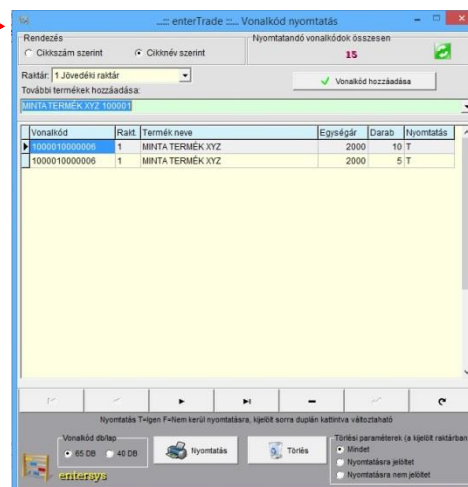 ...:: enterTrade ::... Vonalkód nyomtatás
Rendezés
Cikkszám szerint Cikknév szerint
Nyomtatandó vonalkódok összesen
15
Raktár: 1 Jövedéki raktár
Vonalkód hozzáadása
További termékek hozzáadása:
MINTA TERMÉK XYZ 100001
Vonalkód Rakt. Termék neve Egységár Darab Nyomtatás
1000010000006 1 MINTA TERMÉK XYZ 2000 10 T
1000010000006 1 MINTA TERMÉK XYZ 2000 5 T
Nyomtatás T=Igen F=Nem kerül nyomtatásra, kijelölt sorra duplán kattintva változtatható
Vonalkód db/lap
65 DB 40 DB
Nyomtatás
Törlés
Törlési paraméterek (a kijelölt raktárban)
Mindet
Nyomtatásra jelöltet
Nyomtatásra nem jelöltet
entersys